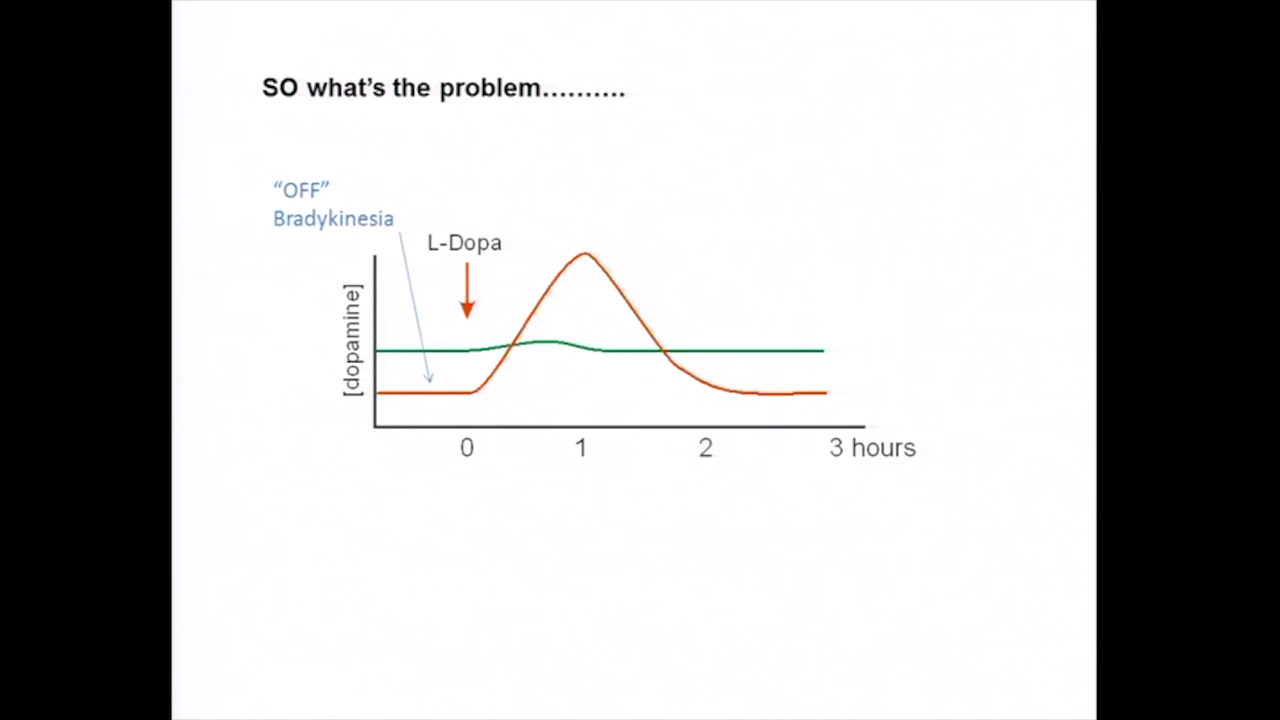 SO what's the problem..........
"OFF"
Bradykinesia
L-Dopa
[dopamine]
0 1 2 3 hours